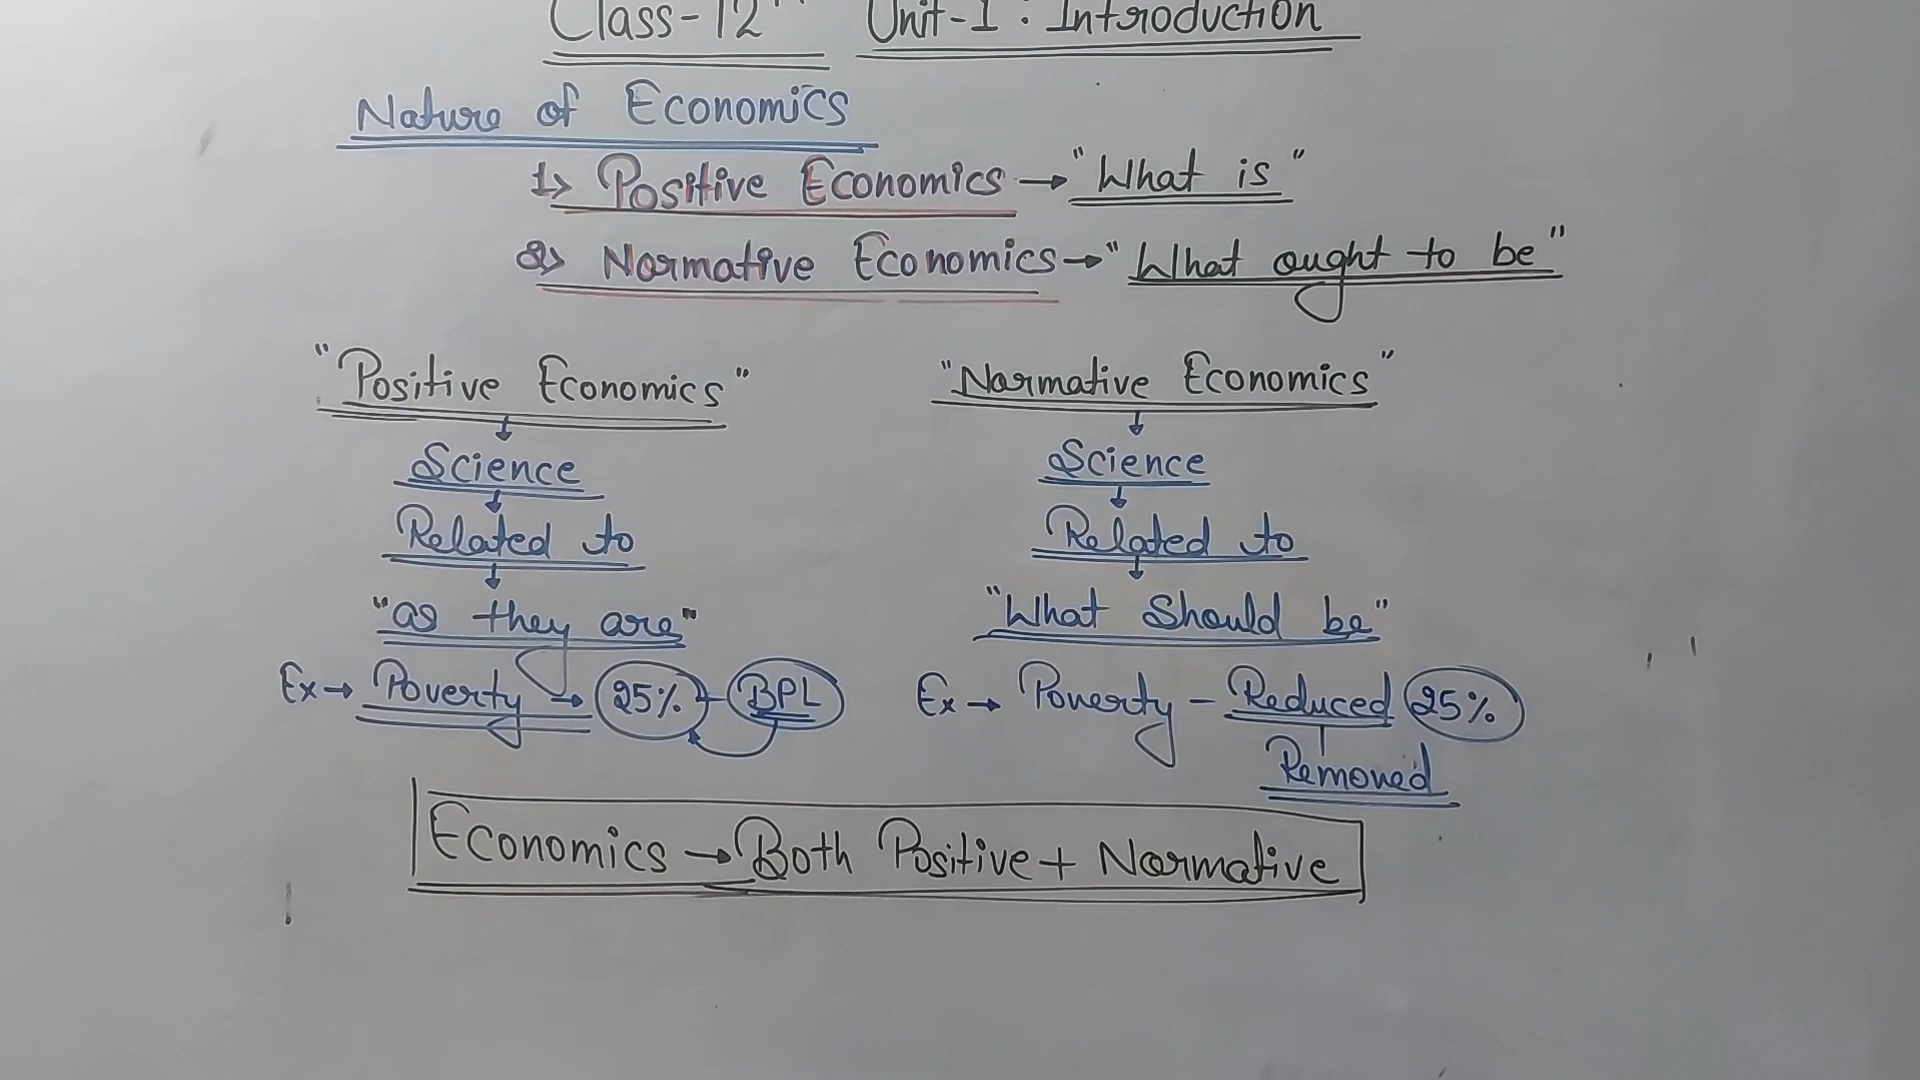 Class-12th Unit-1 : Introduction
Nature of Economics
1> Positive Economics → "What is"
2> Normative Economics → "What ought to be"
"Positive Economics"
Science
Related to
"as they are"
Ex → Poverty → 25% - BPL
"Normative Economics"
Science
Related to
"What Should be"
Ex → Poverty - Reduced 25%
Removed
Economics → Both Positive + Normative